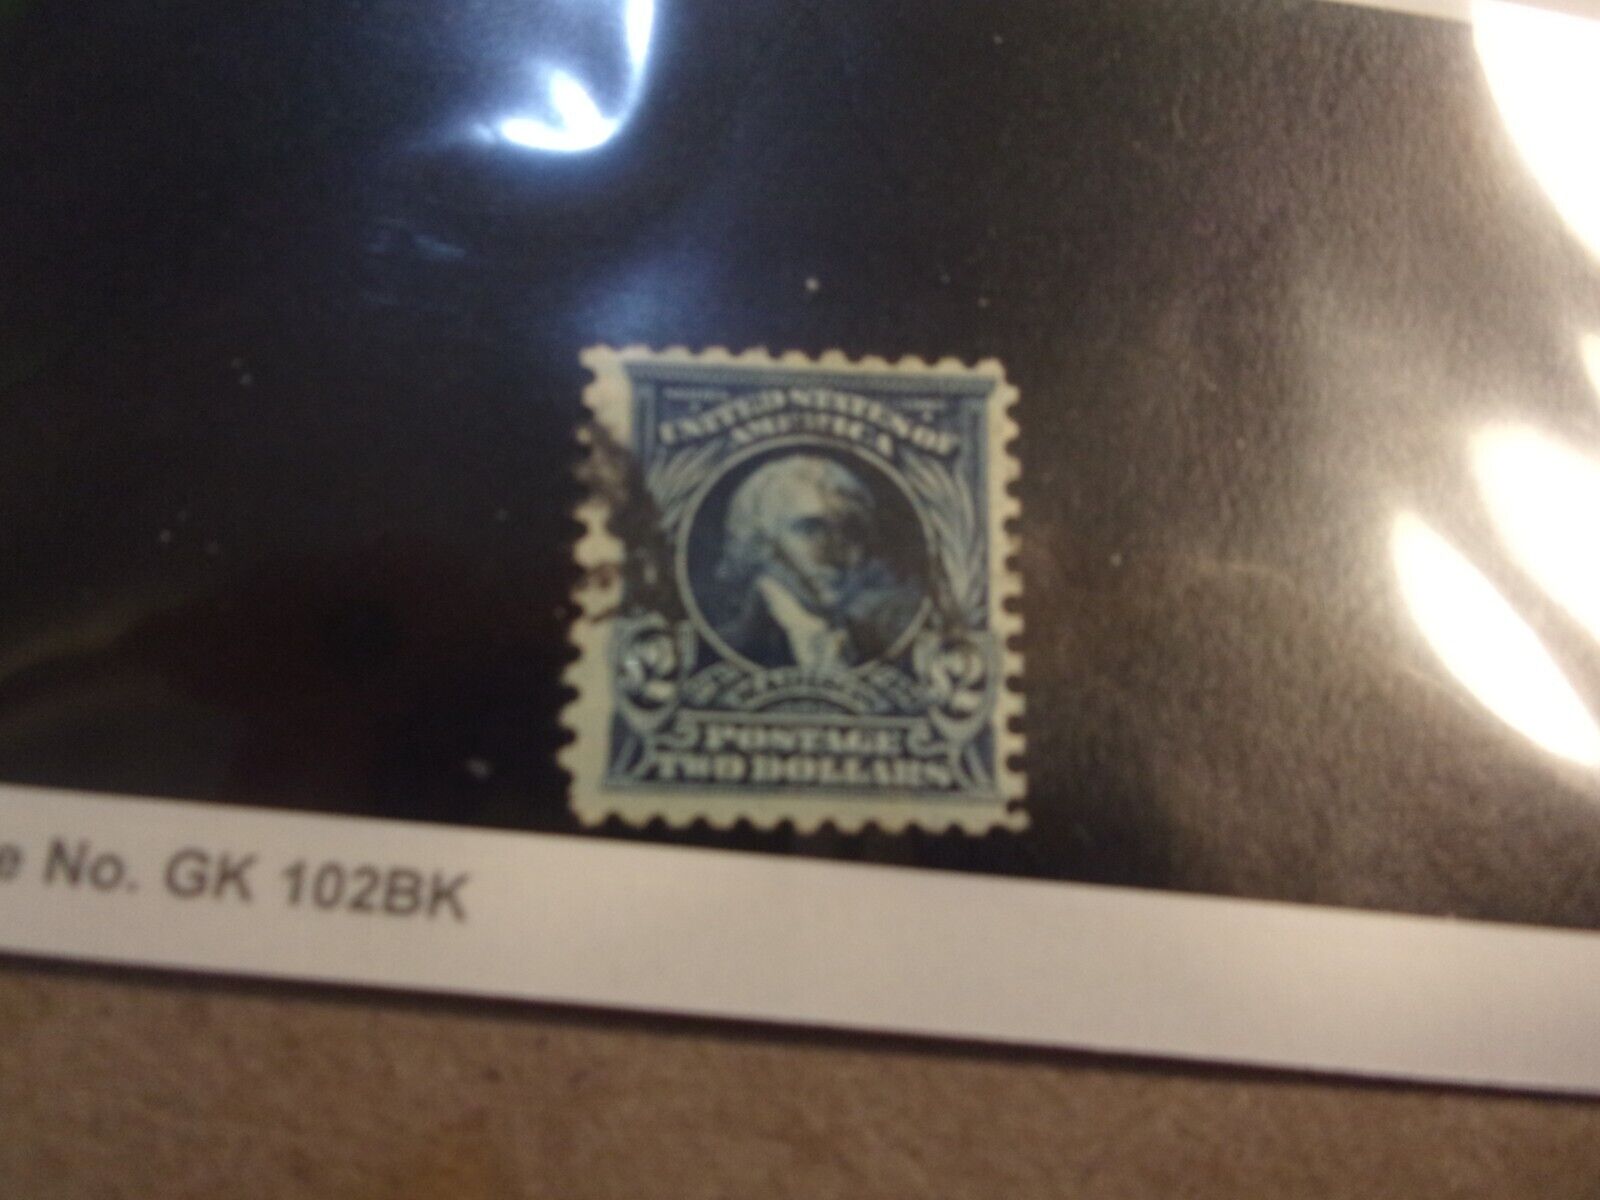 UNITED STATES OF
AMERICA
2 2
POSTAGE
TWO DOLLARS
e No. GK 102BK